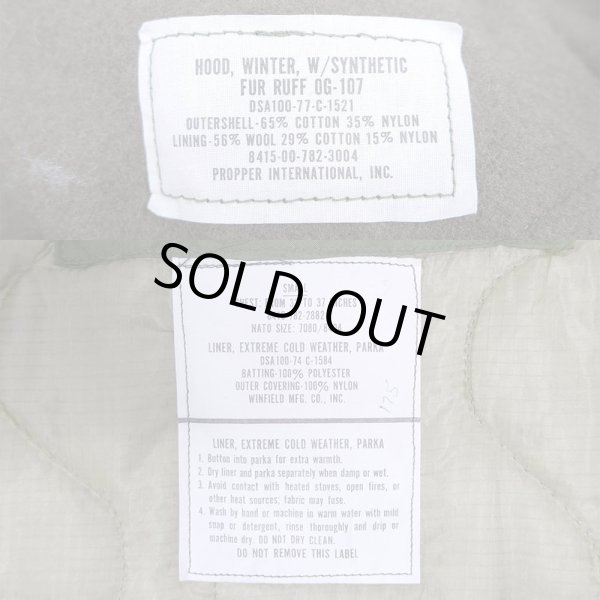 HOOD, WINTER, W/SYNTHETIC
FUR RUFF OG-107
DSA100-77-C-1521
OUTERSHELL-65% COTTON 35% NYLON
LINING-56% WOOL 29% COTTON 15% NYLON
8415-00-782-3004
PROPPER INTERNATIONAL, INC.
SOLD OUT
TO 37 INCHES
NATO SIZE: 7080/
LINER, EXTREME COLD WEATHER, PARKA
DSA100-74-C-1584
BATTING-100% POLYESTER
OUTER COVERING-100% NYLON
WINFIELD MFG. CO., INC.
175
LINER, EXTREME COLD WEATHER, PARKA
1. Button into parka for extra warmth.
2. Dry liner and parka separately when damp or wet.
3. Avoid contact with heated stoves, open fires, or
other heat sources; fabric may fuse.
4. Wash by hand or machine in warm water with mild
soap or detergent, rinse thoroughly and drip or
machine dry. DO NOT DRY CLEAN.
DO NOT REMOVE THIS LABEL